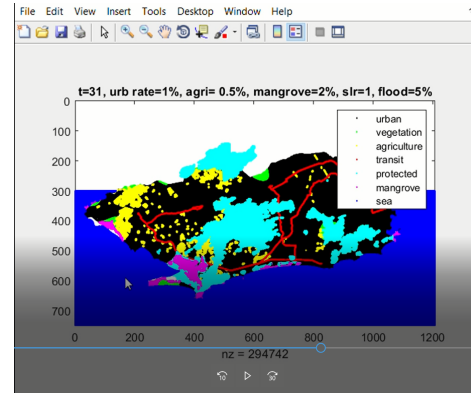 File Edit View Insert Tools Desktop Window Help
t=31, urb rate=1%, agri= 0.5%, mangrove=2%, slr=1, flood=5%
0
100
200
300
400
500
600
700
urban
vegetation
agriculture
transit
protected
mangrove
sea
0 200 400 600 800 1000 1200
nz = 294742
10 30